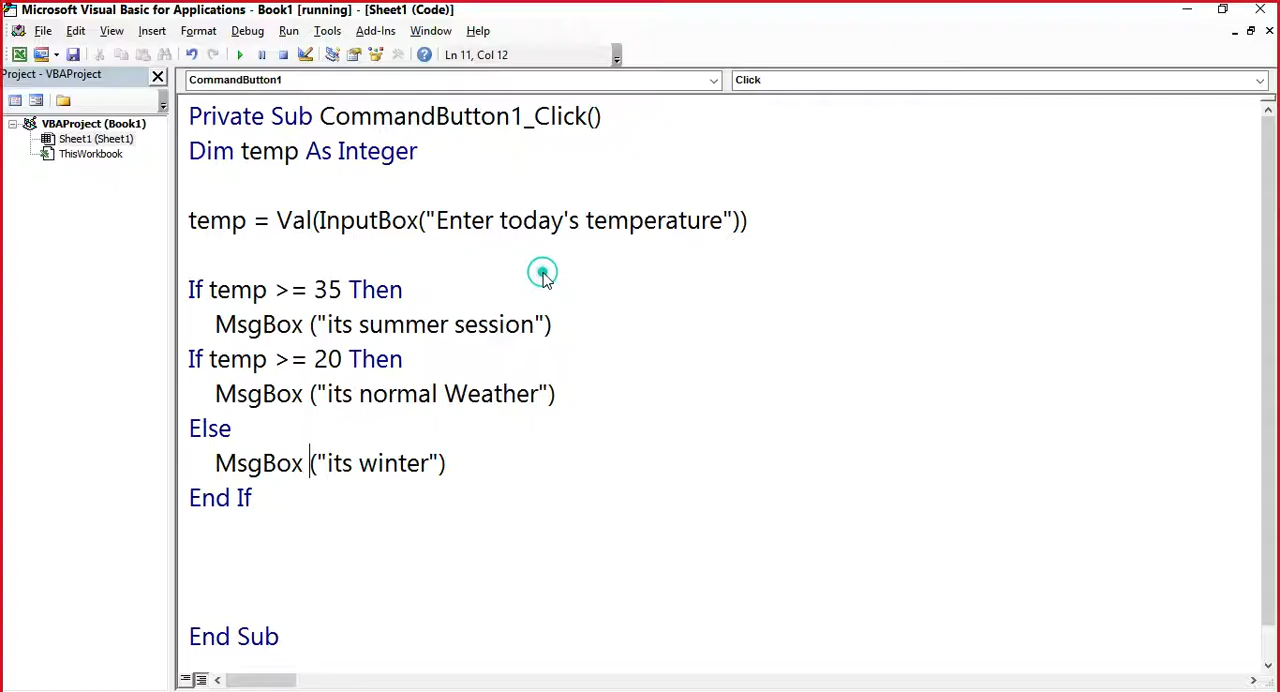 Microsoft Visual Basic for Applications - Book1 [running] - [Sheet1 (Code)]
File Edit View Insert Format Debug Run Tools Add-Ins Window Help
Ln 11, Col 12
Project - VBAProject
CommandButton1
Click
VBAProject (Book1)
Sheet1 (Sheet1)
ThisWorkbook
Private Sub CommandButton1_Click()
Dim temp As Integer
temp = Val(InputBox("Enter today's temperature"))
If temp >= 35 Then
MsgBox ("its summer session")
If temp >= 20 Then
MsgBox ("its normal Weather")
Else
MsgBox ("its winter")
End If
End Sub